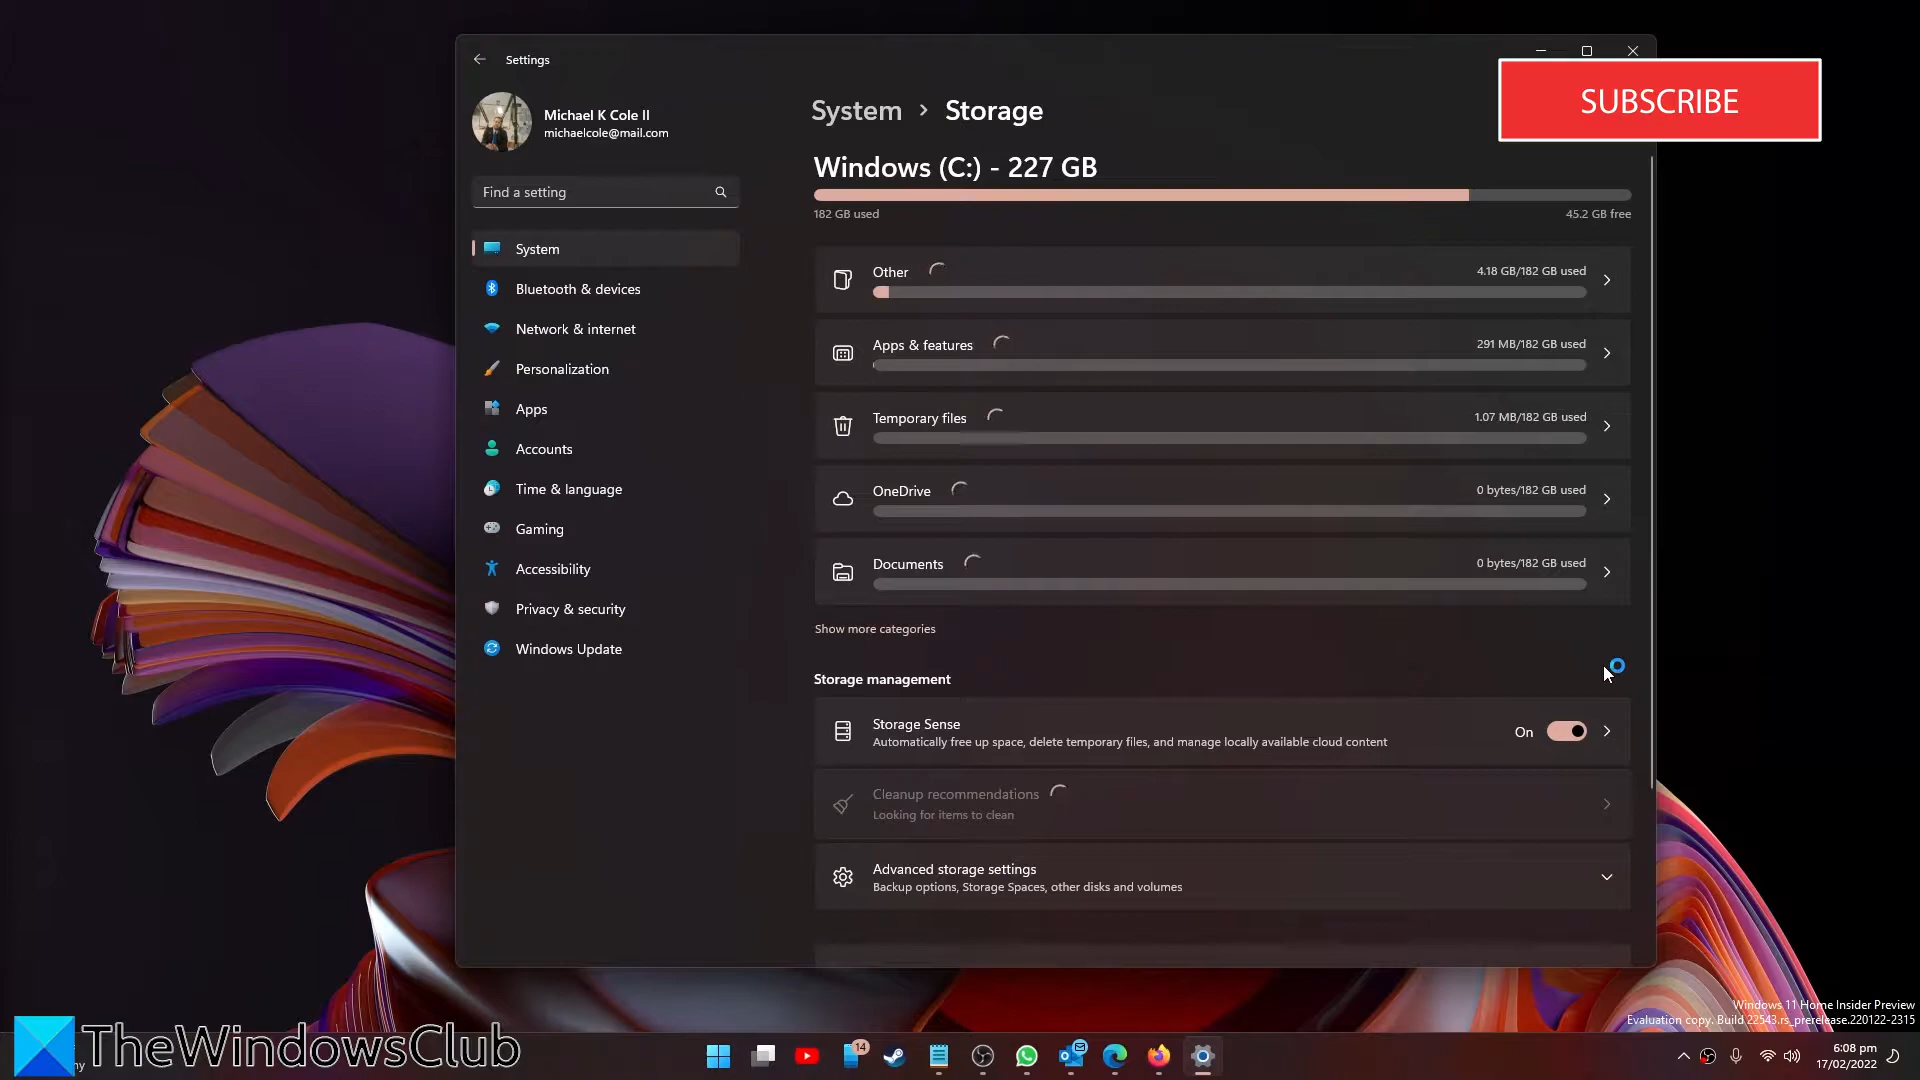 Settings
SUBSCRIBE
Michael K Cole II
michaelcole@mail.com
Find a setting
System
Bluetooth & devices
Network & internet
Personalization
Apps
Accounts
Time & language
Gaming
Accessibility
Privacy & security
Windows Update
System > Storage
Windows (C:) - 227 GB
182 GB used
45.2 GB free
Other
4.18 GB/182 GB used
Apps & features
291 MB/182 GB used
Temporary files
1.07 MB/182 GB used
OneDrive
0 bytes/182 GB used
Documents
0 bytes/182 GB used
Show more categories
Storage management
Storage Sense
Automatically free up space, delete temporary files, and manage locally available cloud content
On
Cleanup recommendations
Looking for items to clean
Advanced storage settings
Backup options, Storage Spaces, other disks and volumes
Windows 11 Home Insider Preview
Evaluation copy. Build 22543.rs_prerelease.220122-2315
TheWindowsClub
14
6:08 pm
17/02/2022